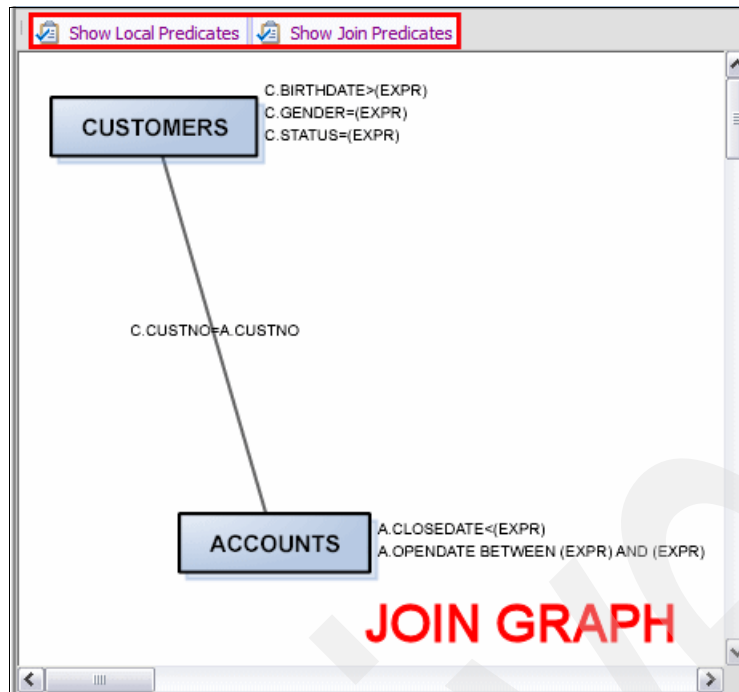 Show Local Predicates Show Join Predicates
C.BIRTHDATE>(EXPR)
CUSTOMERS
C.GENDER=(EXPR)
C.STATUS=(EXPR)
C.CUSTNO=A.CUSTNO
ACCOUNTS
A.CLOSEDATE<(EXPR)
A.OPENDATE BETWEEN (EXPR) AND (EXPR)
JOIN GRAPH